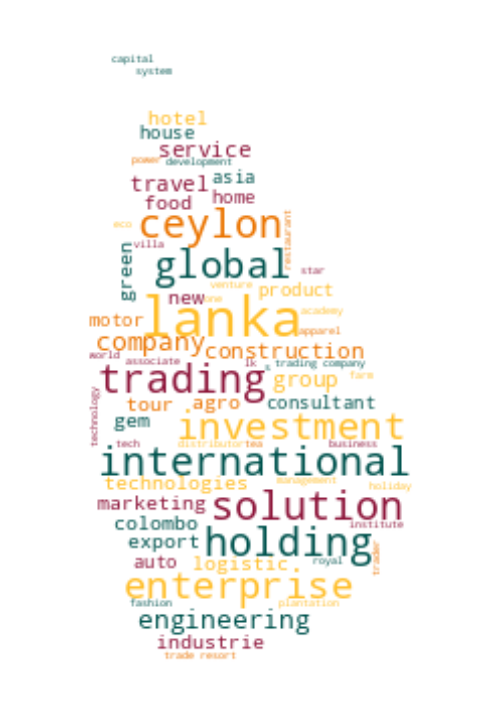 capital
system
hotel
house
service
power development
travel asia
food home
eco ceylon restaurant
villa
green global star
venture product
new one
lanka academy
motor apparel
company construction
world associate lk s trading company
trading group farm
technology
tour agro consultant
gem investment
tech distributor tea business
international
technologies management holiday
marketing solution
colombo institute
export holding trader
auto logistic royal
enterprise
fashion plantation
engineering
industrie
trade resort